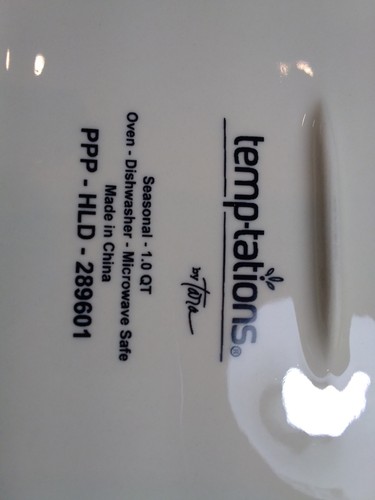 temp-tations®
by Tara
Seasonal - 1.0 QT
Oven - Dishwasher - Microwave Safe
Made in China
PPP - HLD - 289601